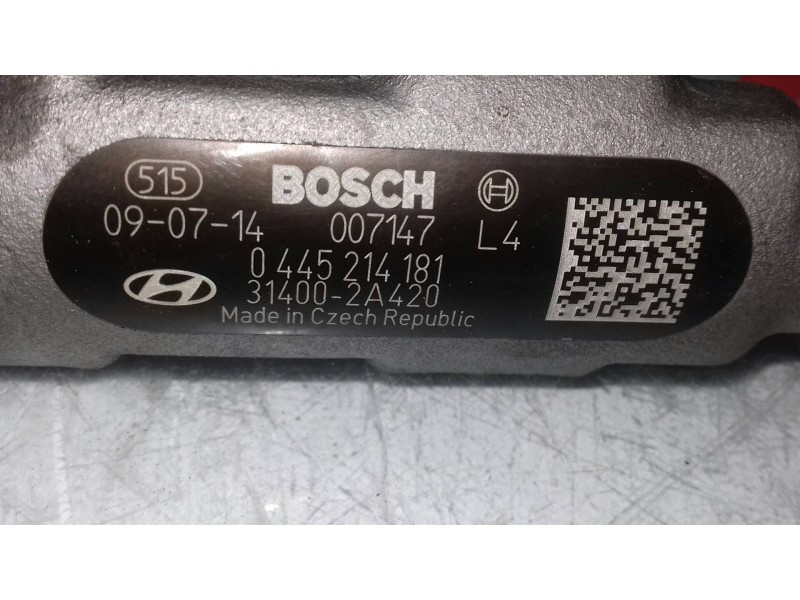 515 BOSCH
09-07-14 007147 L4
0 445 214 181
31400-2A420
Made in Czech Republic